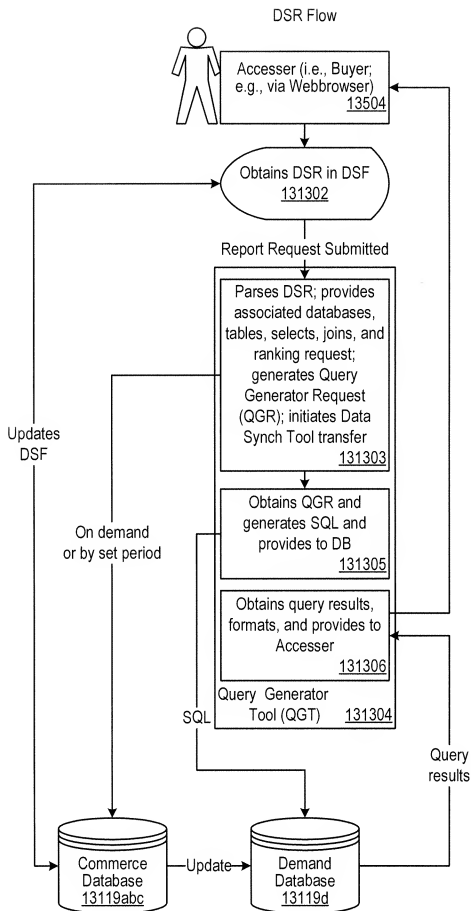 DSR Flow
Accesser (i.e., Buyer;
e.g., via Webbrowser)
13504
Obtains DSR in DSF
131302
Report Request Submitted
Parses DSR; provides
associated databases,
tables, selects, joins, and
ranking request;
generates Query
Generator Request
(QGR); initiates Data
Synch Tool transfer
131303
Updates
DSF
On demand
or by set period
Obtains QGR and
generates SQL and
provides to DB
131305
Obtains query results,
formats, and provides to
Accesser
131306
Query Generator
Tool (QGT)
131304
SQL
Query
results
Commerce
Database
13119abc
Update
Demand
Database
13119d